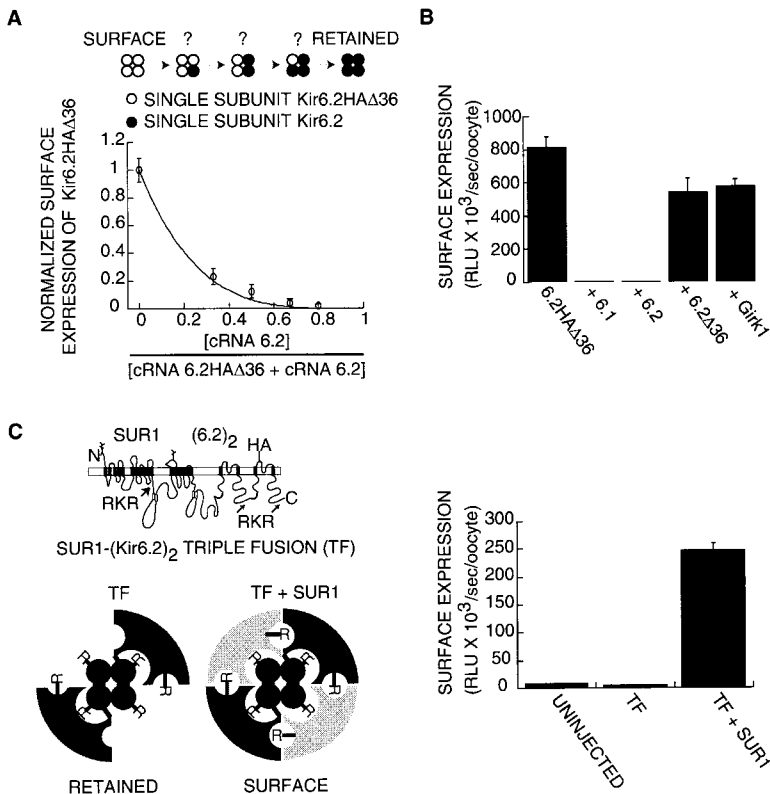 A
SURFACE ? ? ? RETAINED
SINGLE SUBUNIT Kir6.2HAΔ36
SINGLE SUBUNIT Kir6.2
NORMALIZED SURFACE
EXPRESSION OF Kir6.2HAΔ36
1.2
1.0
0.8
0.6
0.4
0.2
0
0 0.2 0.4 0.6 0.8 1
[cRNA 6.2]
[cRNA 6.2HAΔ36 + cRNA 6.2]
B
SURFACE EXPRESSION
(RLU X 10³/sec/oocyte)
1000
800
600
400
200
0
6.2HAΔ36
+ 6.1
+ 6.2
+ 6.2Δ36
+ Girk1
C
SUR1 (6.2)₂
HA
N
RKR
RKR
C
SUR1-(Kir6.2)₂ TRIPLE FUSION (TF)
TF
R R R R R R
RETAINED
TF + SUR1
R R R R R R R R
SURFACE
SURFACE EXPRESSION
(RLU X 10³/sec/oocyte)
300
250
200
150
100
50
0
UNINJECTED
TF
TF + SUR1